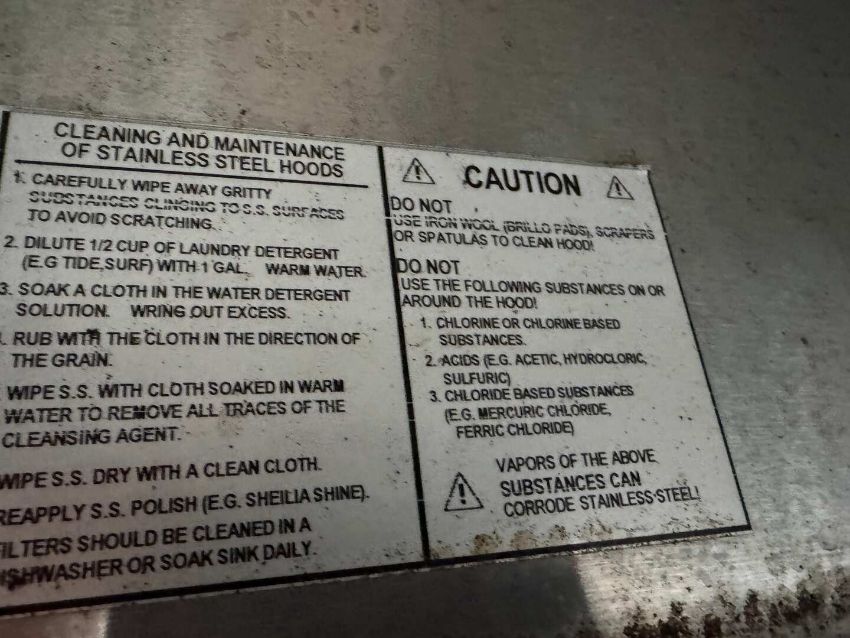 CLEANING AND MAINTENANCE
OF STAINLESS STEEL HOODS
1. CAREFULLY WIPE AWAY GRITTY
SUBSTANCES CLINGING TO S.S. SURFACES
TO AVOID SCRATCHING.
2. DILUTE 1/2 CUP OF LAUNDRY DETERGENT
(E.G TIDE,SURF) WITH 1 GAL. WARM WATER.
3. SOAK A CLOTH IN THE WATER DETERGENT
SOLUTION. WRING OUT EXCESS.
. RUB WITH THE CLOTH IN THE DIRECTION OF
THE GRAIN.
WIPE S.S. WITH CLOTH SOAKED IN WARM
WATER TO REMOVE ALL TRACES OF THE
CLEANSING AGENT.
WIPE S.S. DRY WITH A CLEAN CLOTH.
REAPPLY S.S. POLISH (E.G. SHEILIA SHINE).
FILTERS SHOULD BE CLEANED IN A
DISHWASHER OR SOAK SINK DAILY.
CAUTION
DO NOT
USE IRON WOOL (BRILLO PADS), SCRAPERS
OR SPATULAS TO CLEAN HOOD!
DO NOT
USE THE FOLLOWING SUBSTANCES ON OR
AROUND THE HOOD!
1. CHLORINE OR CHLORINE BASED
SUBSTANCES.
2. ACIDS (E.G. ACETIC, HYDROCLORIC,
SULFURIC)
3. CHLORIDE BASED SUBSTANCES
(E.G. MERCURIC CHLORIDE,
FERRIC CHLORIDE)
VAPORS OF THE ABOVE
SUBSTANCES CAN
CORRODE STAINLESS STEEL!